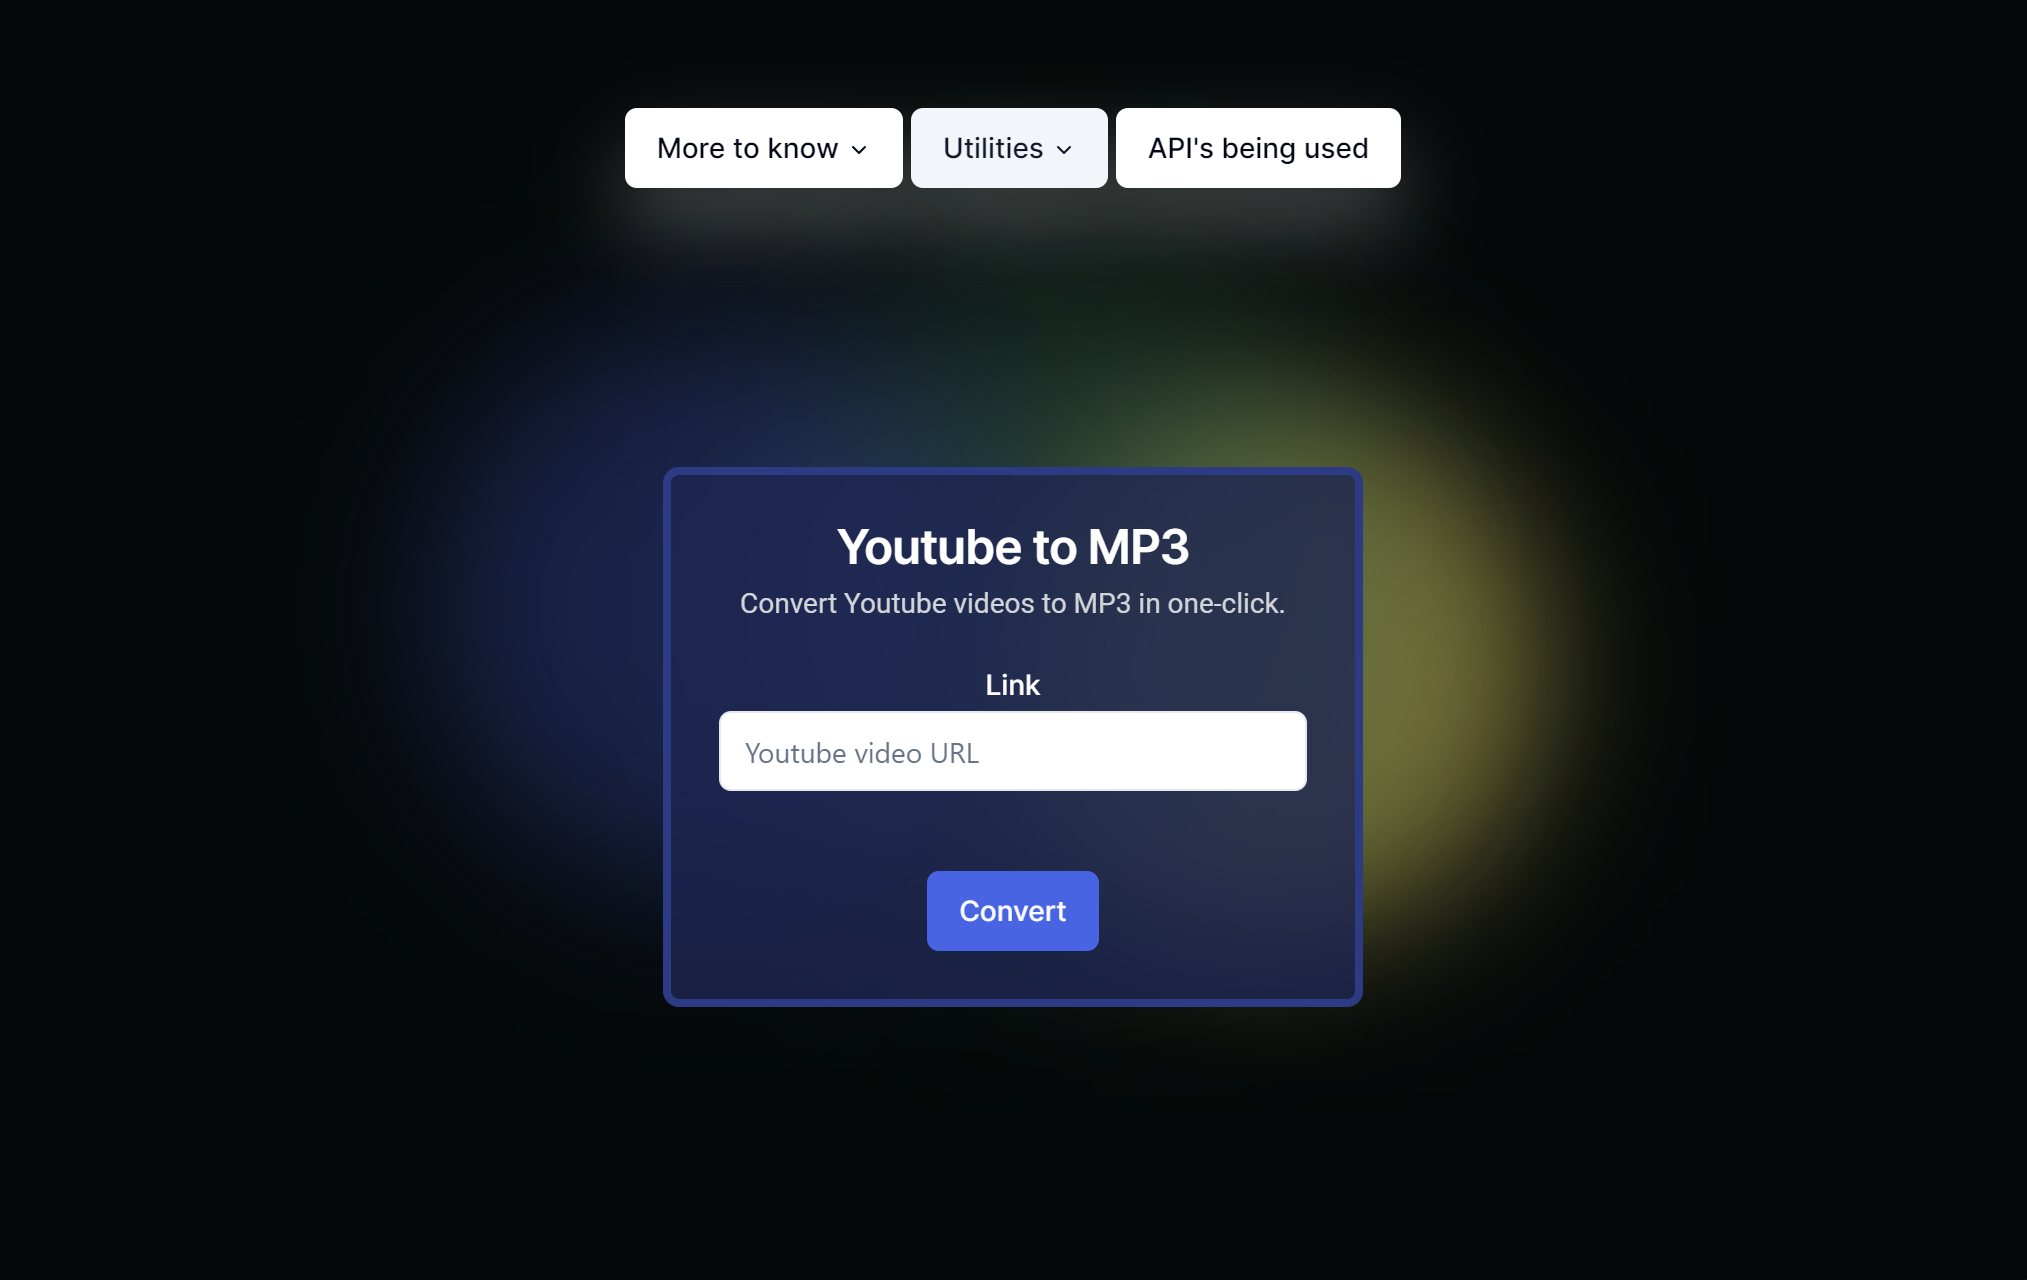 More to know
Utilities
API's being used
Youtube to MP3
Convert Youtube videos to MP3 in one-click.
Link
Youtube video URL
Convert